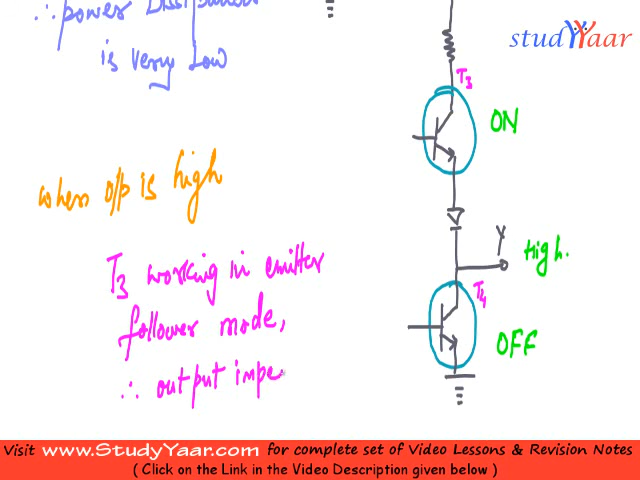 ∴ power Dissipation
is very Low
studYYaar
T3
ON
when o/p is high
Y
High.
T3 working in emitter
follower mode,
∴ output impe
T4
OFF
Visit www.StudyYaar.com for complete set of Video Lessons & Revision Notes
( Click on the Link in the Video Description given below )